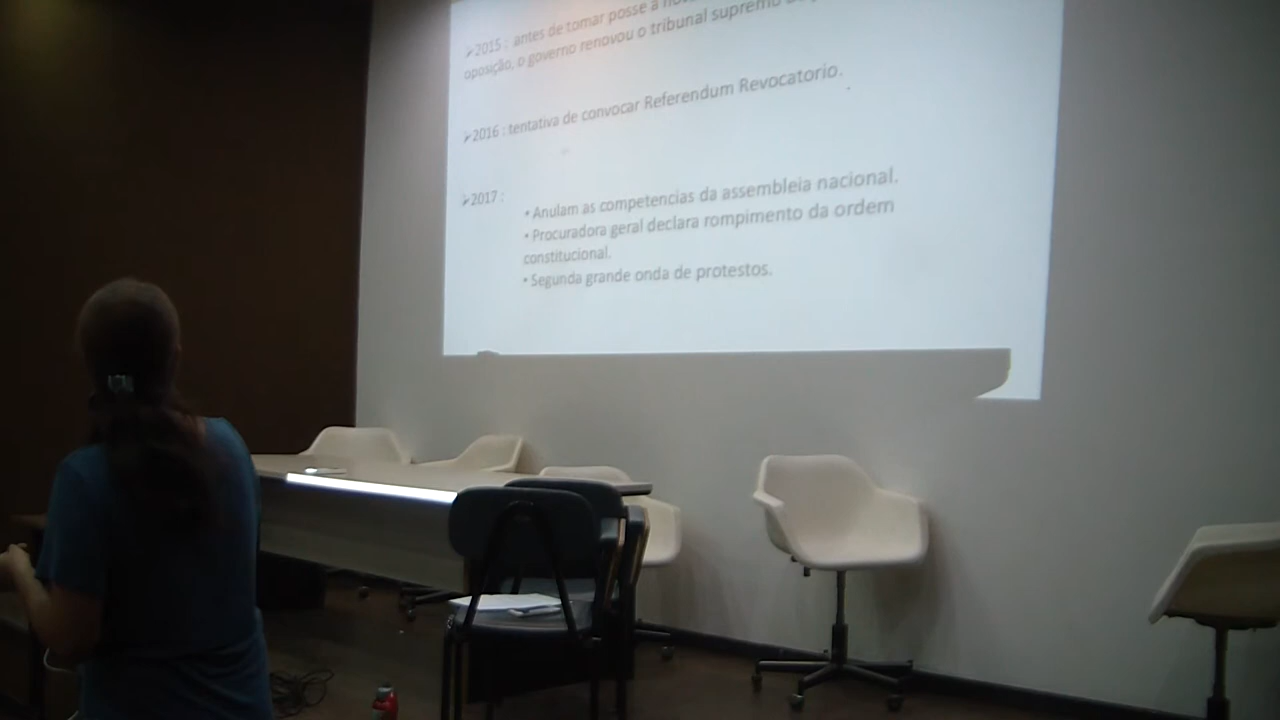 ➢2015 : antes de tomar posse a
oposição, o governo renovou o tribunal supremo
➢2016 : tentativa de convocar Referendum Revocatorio.
➢2017 :
• Anulam as competencias da assembleia nacional.
• Procuradora geral declara rompimento da ordem
constitucional.
• Segunda grande onda de protestos.